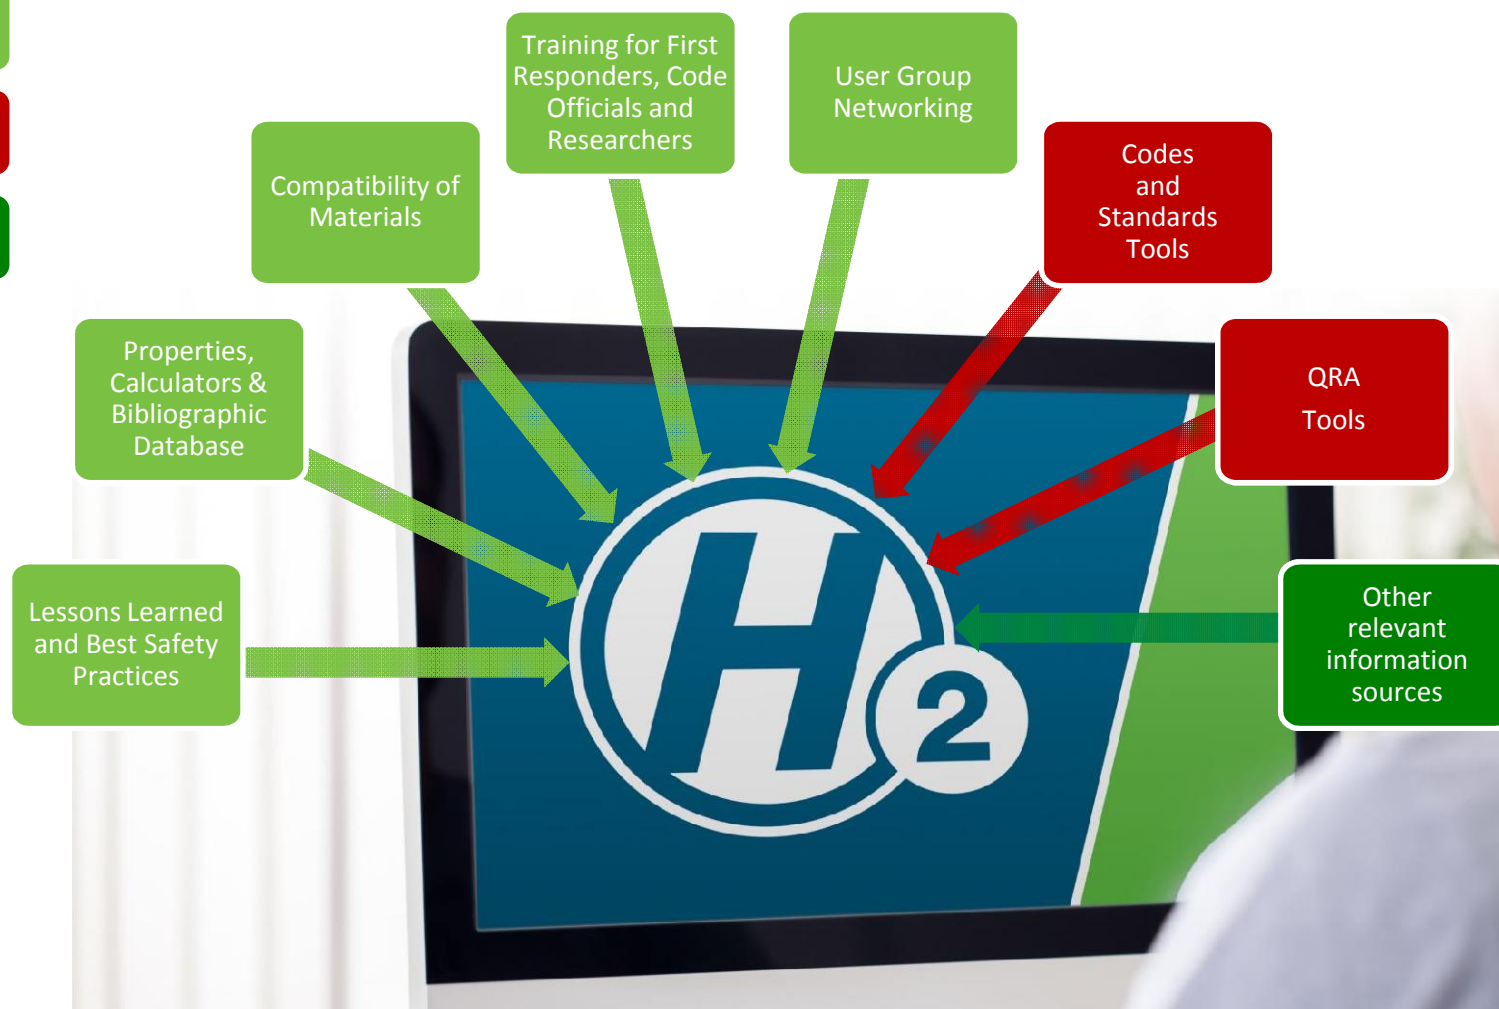 Training for First
Responders, Code
Officials and
Researchers
User Group
Networking
Codes
and
Standards
Tools
Compatibility of
Materials
Properties,
Calculators &
Bibliographic
Database
QRA
Tools
Lessons Learned
and Best Safety
Practices
Other
relevant
information
sources
H2